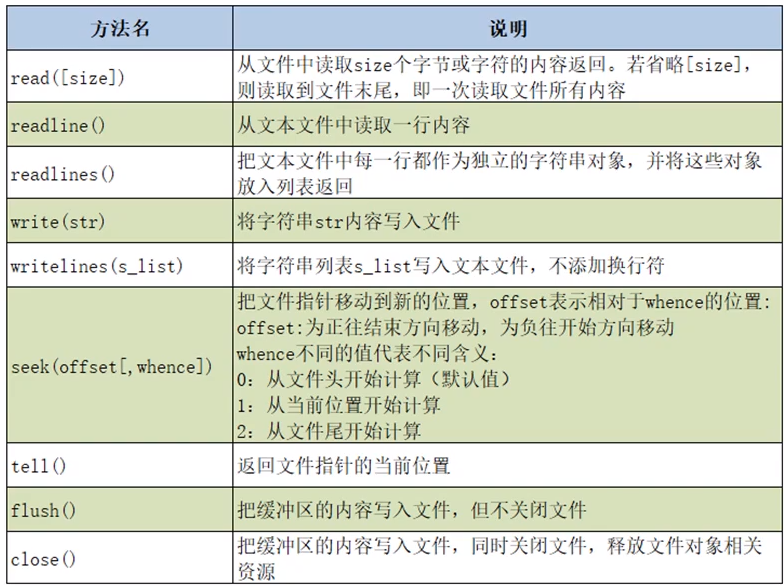 方法名 说明
read([size])
从文件中读取size个字节或字符的内容返回。若省略[size],
则读取到文件末尾,即一次读取文件所有内容
readline() 从文本文件中读取一行内容
readlines()
把文本文件中每一行都作为独立的字符串对象,并将这些对象
放入列表返回
write(str) 将字符串str内容写入文件
writelines(s_list) 将字符串列表s_list写入文本文件,不添加换行符
seek(offset[,whence])
把文件指针移动到新的位置,offset表示相对于whence的位置:
offset:为正往结束方向移动,为负往开始方向移动
whence不同的值代表不同含义:
0: 从文件头开始计算(默认值)
1: 从当前位置开始计算
2: 从文件尾开始计算
tell() 返回文件指针的当前位置
flush() 把缓冲区的内容写入文件,但不关闭文件
close()
把缓冲区的内容写入文件,同时关闭文件,释放文件对象相关
资源